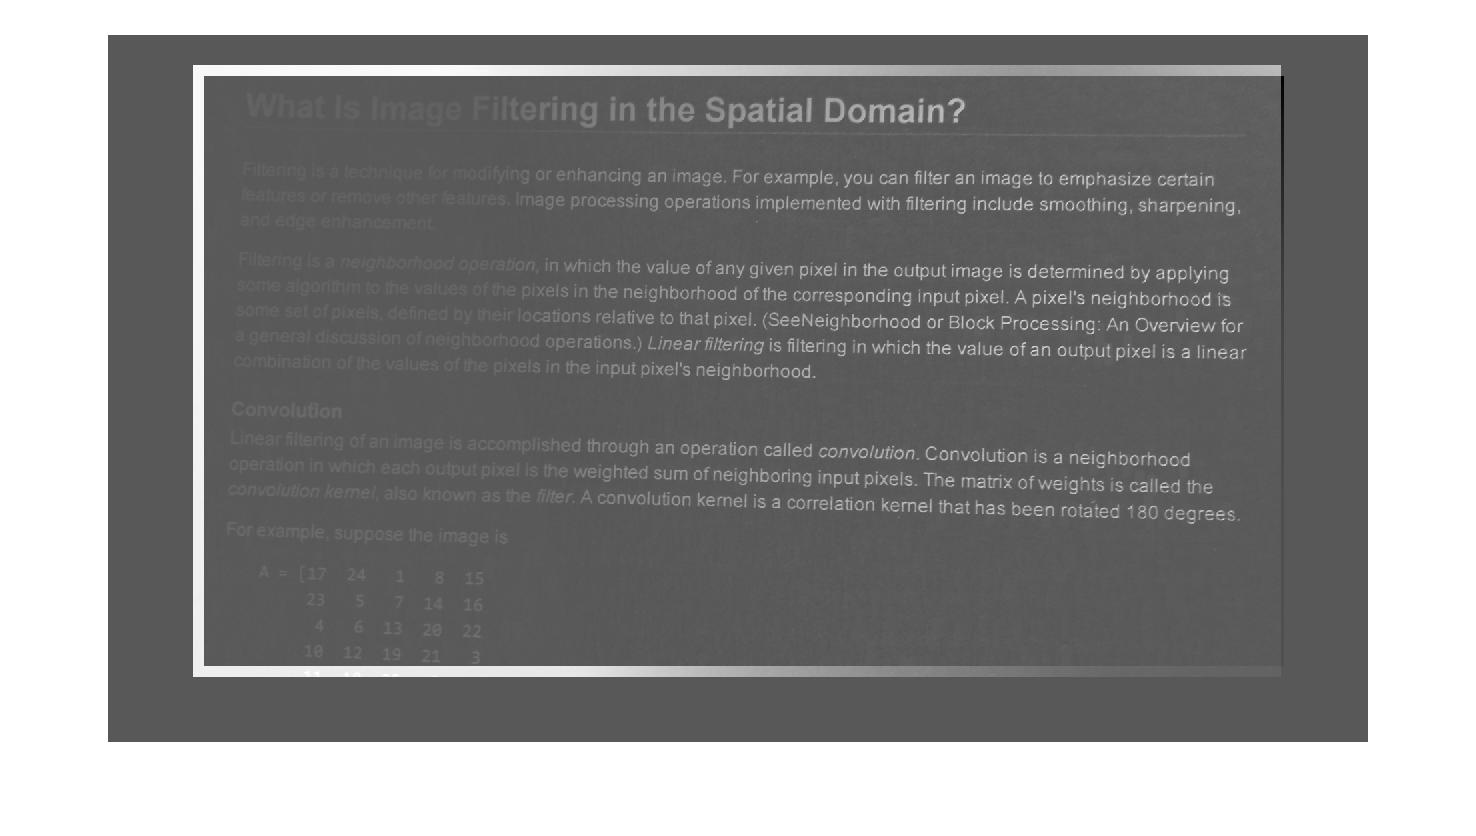 What Is Image Filtering in the Spatial Domain?
Filtering is a technique for modifying or enhancing an image. For example, you can filter an image to emphasize certain
features or remove other features. Image processing operations implemented with filtering include smoothing, sharpening,
and edge enhancement.
Filtering is a neighborhood operation, in which the value of any given pixel in the output image is determined by applying
some algorithm to the values of the pixels in the neighborhood of the corresponding input pixel. A pixel's neighborhood is
some set of pixels, defined by their locations relative to that pixel. (SeeNeighborhood or Block Processing: An Overview for
a general discussion of neighborhood operations.) Linear filtering is filtering in which the value of an output pixel is a linear
combination of the values of the pixels in the input pixel's neighborhood.
Convolution
Linear filtering of an image is accomplished through an operation called convolution. Convolution is a neighborhood
operation in which each output pixel is the weighted sum of neighboring input pixels. The matrix of weights is called the
convolution kernel, also known as the filter. A convolution kernel is a correlation kernel that has been rotated 180 degrees.
For example, suppose the image is
A = [17 24 1 8 15
23 5 7 14 16
4 6 13 20 22
10 12 19 21 3